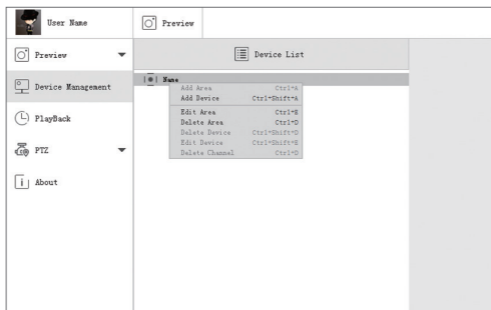 User Name
Preview
Preview
Device List
Device Management
Name
Add Area Ctrl+A
Add Device Ctrl+Shift+A
Edit Area Ctrl+E
Delete Area Ctrl+D
Delete Device Ctrl+Shift+D
Edit Device Ctrl+Shift+E
Delete Channel Ctrl+D
PlayBack
PTZ
About